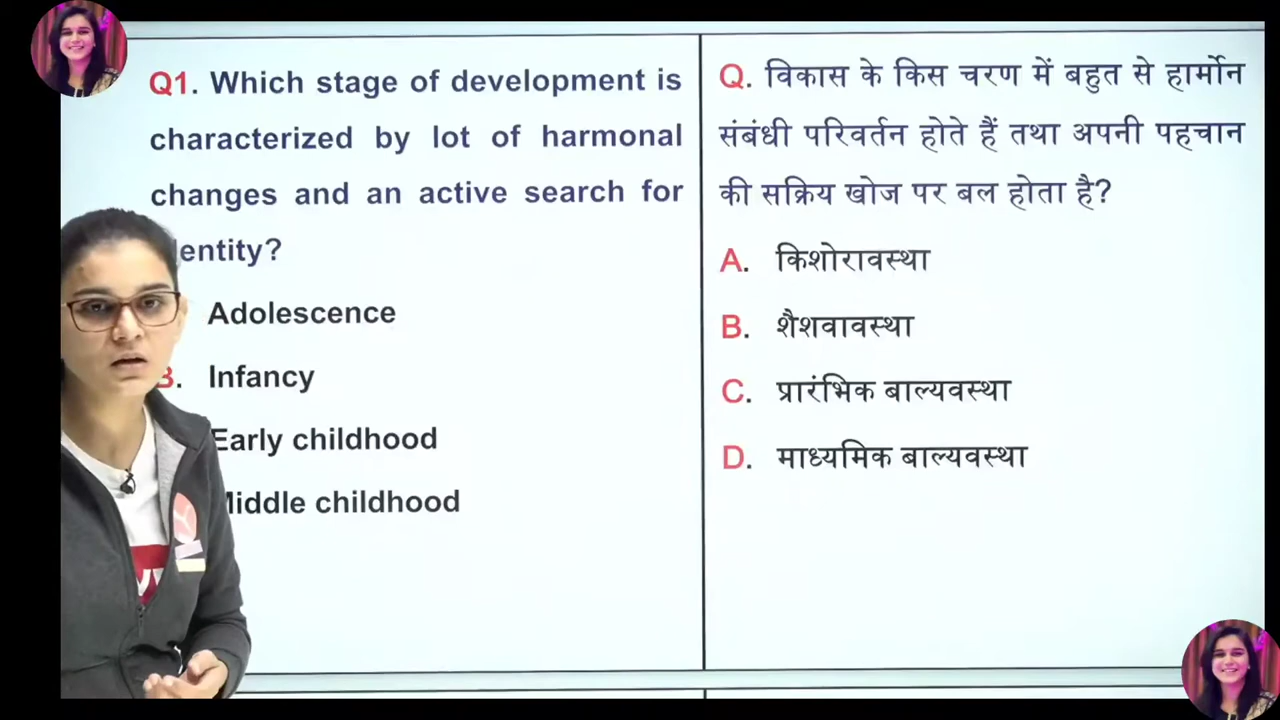 Q1. Which stage of development is
characterized by lot of harmonal
changes and an active search for
entity?
Adolescence
B. Infancy
Early childhood
Middle childhood
Q. विकास के किस चरण में बहुत से हार्मोन
संबंधी परिवर्तन होते हैं तथा अपनी पहचान
की सक्रिय खोज पर बल होता है?
A. किशोरावस्था
B. शैशवावस्था
C. प्रारंभिक बाल्यवस्था
D. माध्यमिक बाल्यवस्था